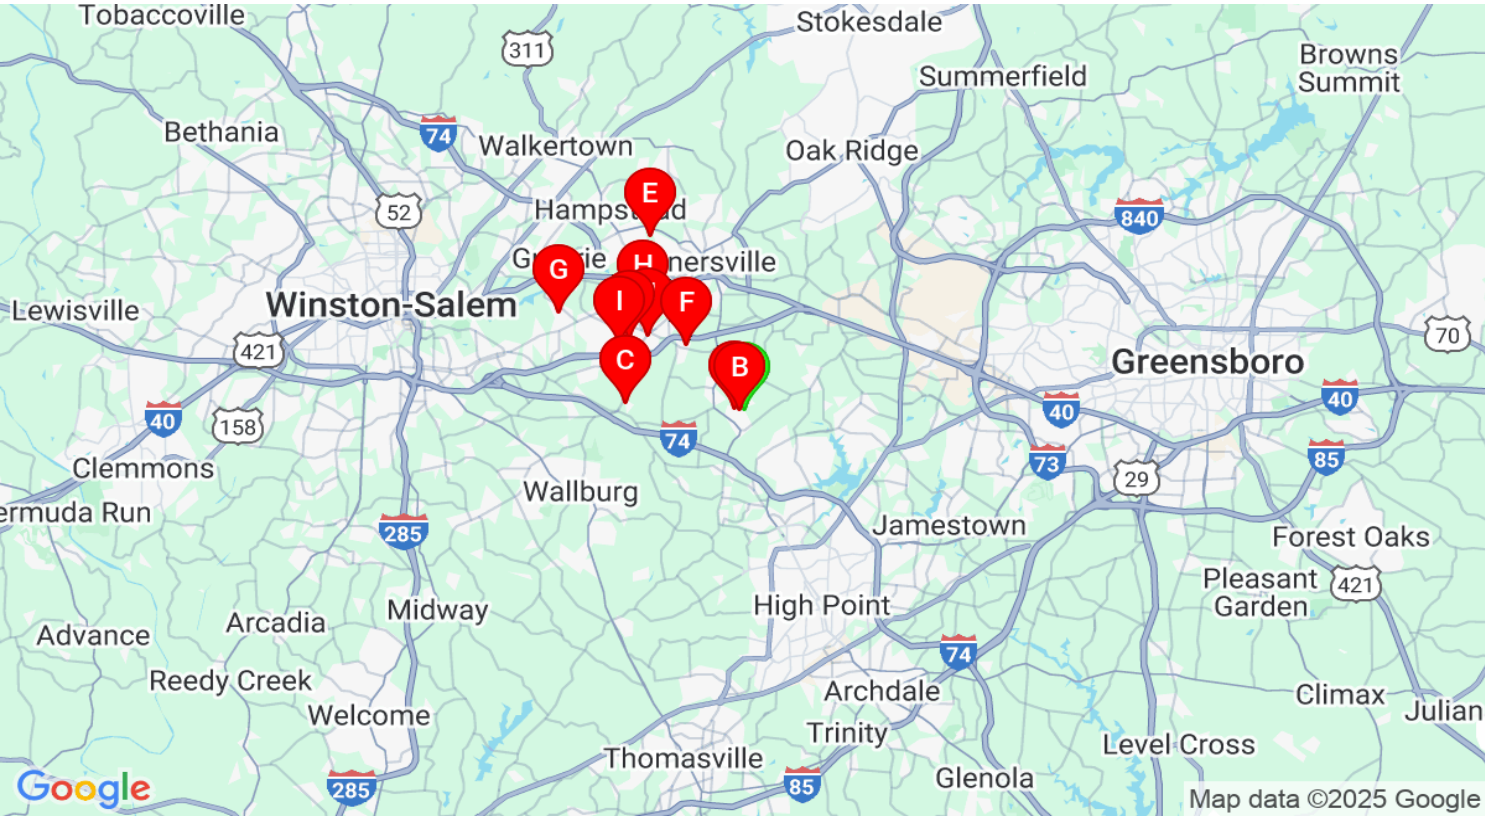 Tobaccoville
Stokesdale
311
Browns
Summit
Summerfield
Bethania
74
Walkertown
Oak Ridge
E
52
Hampstead
840
G
H
nersville
Lewisville
Winston-Salem
I
F
70
421
C
B
Greensboro
40
158
40
40
74
Clemmons
73
85
29
Wallburg
ermuda Run
285
Jamestown
Forest Oaks
Pleasant
Garden
421
High Point
Midway
Arcadia
Advance
74
Reedy Creek
Archdale
Climax
Julian
Welcome
Trinity
Level Cross
Thomasville
Glenola
85
285
Google
Map data ©2025 Google